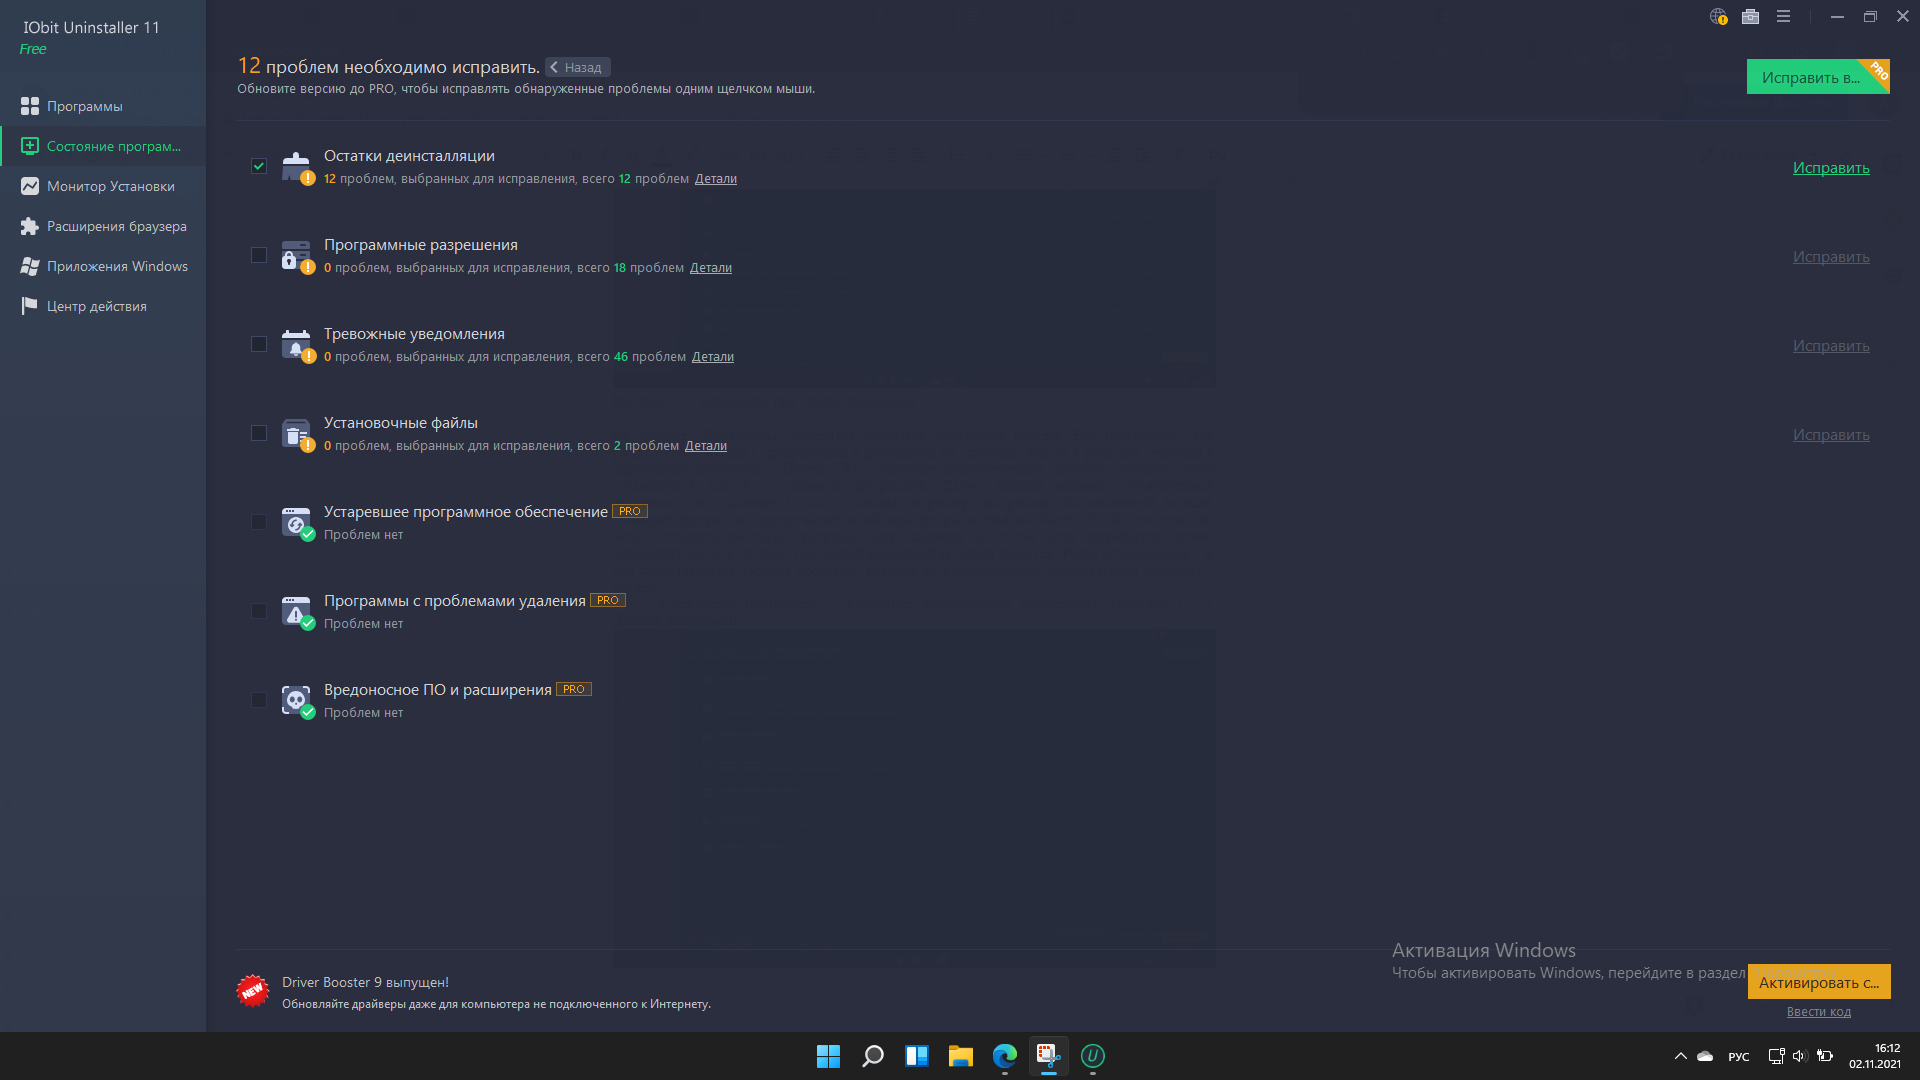 IObit Uninstaller 11
Free
Программы
Состояние програм...
Монитор Установки
Расширения браузера
Приложения Windows
Центр действия
12 проблем необходимо исправить. Назад
Обновите версию до PRO, чтобы исправлять обнаруженные проблемы одним щелчком мыши.
Исправить в...
PRO
Остатки деинсталляции
12 проблем, выбранных для исправления, всего 12 проблем Детали
Исправить
Программные разрешения
0 проблем, выбранных для исправления, всего 18 проблем Детали
Исправить
Тревожные уведомления
0 проблем, выбранных для исправления, всего 46 проблем Детали
Исправить
Установочные файлы
0 проблем, выбранных для исправления, всего 2 проблем Детали
Исправить
Устаревшее программное обеспечение PRO
Проблем нет
Программы с проблемами удаления PRO
Проблем нет
Вредоносное ПО и расширения PRO
Проблем нет
NEW
Driver Booster 9 выпущен!
Обновляйте драйверы даже для компьютера не подключенного к Интернету.
Активация Windows
Чтобы активировать Windows, перейдите в раздел
Активировать с...
Ввести код
U
РУС
16:12
02.11.2021